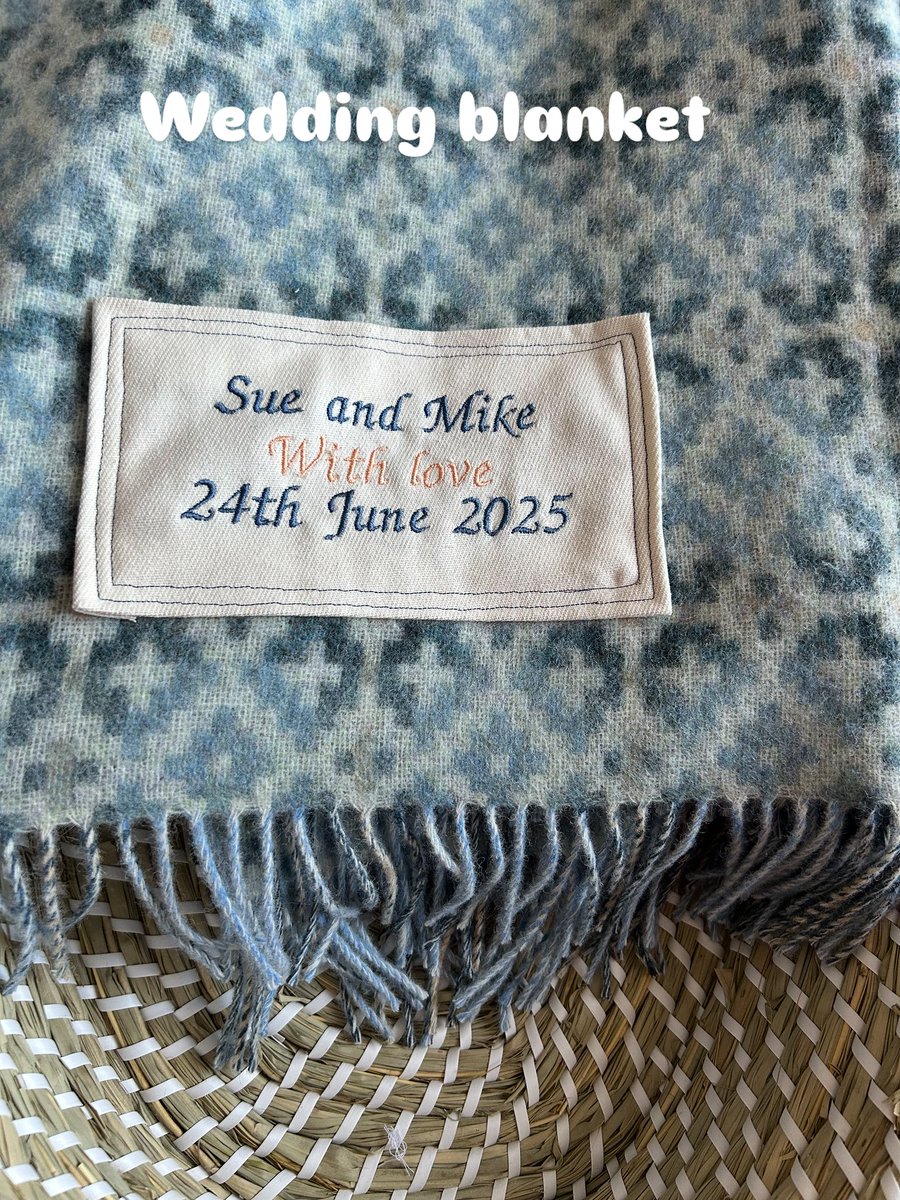 Wedding blanket
Sue and Mike
With love
24th June 2025